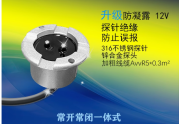 升级防凝露 12V
探针绝缘
防止误报
316不锈钢探针
锌合金探头
加粗线缆AvvR5×0.3m²
常开常闭一体式